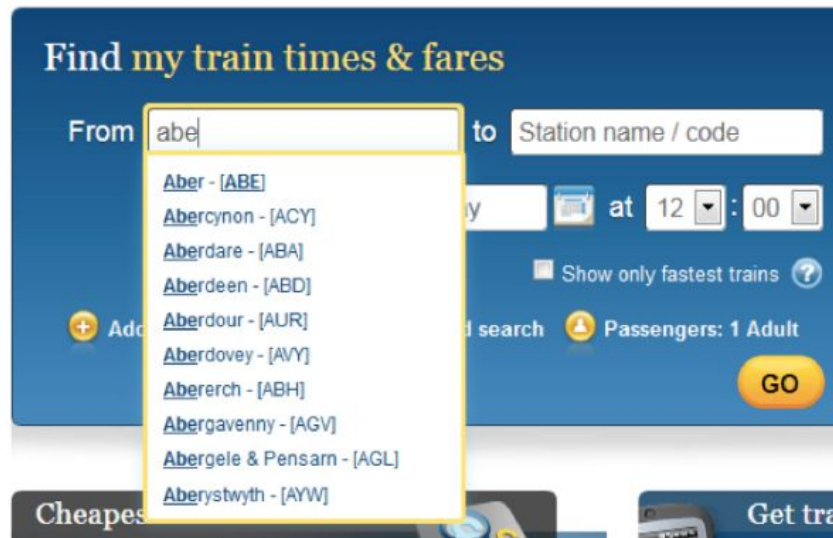 Find my train times & fares
From abe to Station name / code
Aber - [ABE]
Abercynon - [ACY]
Aberdare - [ABA]
Aberdeen - [ABD]
Aberdour - [AUR]
Aberdovey - [AVY]
Abererch - [ABH]
Abergavenny - [AGV]
Abergele & Pensarn - [AGL]
Aberystwyth - [AYW]
at 12 : 00
Show only fastest trains ?
search Passengers: 1 Adult
GO
Get